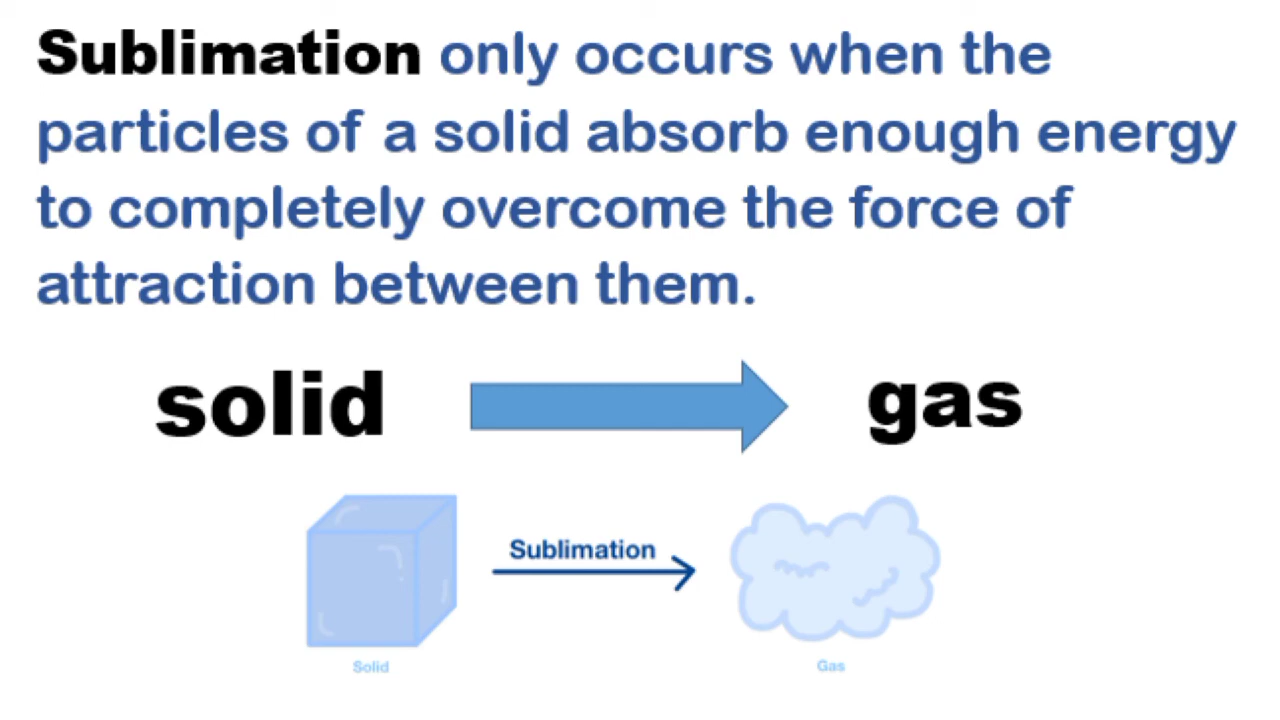 Sublimation only occurs when the
particles of a solid absorb enough energy
to completely overcome the force of
attraction between them.
solid gas
Sublimation
Solid Gas